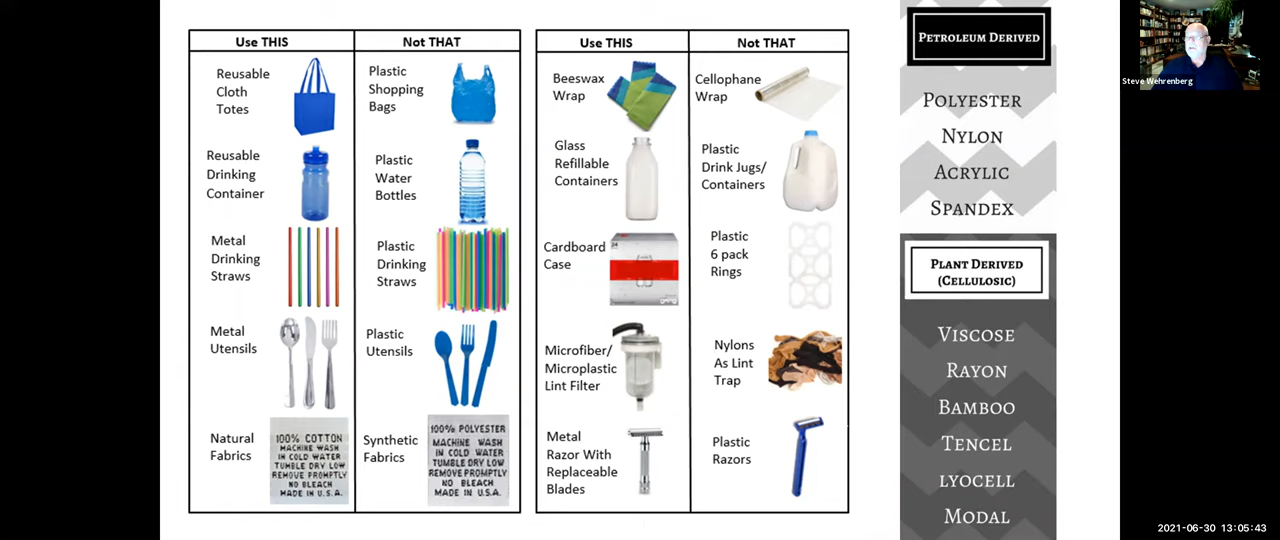 Use THIS
Not THAT
Reusable
Cloth
Totes
Plastic
Shopping
Bags
Reusable
Drinking
Container
Plastic
Water
Bottles
Metal
Drinking
Straws
Plastic
Drinking
Straws
Metal
Utensils
Plastic
Utensils
Natural
Fabrics
100% COTTON
MACHINE WASH
IN COLD WATER
TUMBLE DRY LOW
REMOVE PROMPTLY
NO BLEACH
MADE IN U.S.A.
Synthetic
Fabrics
100% POLYESTER
MACHINE WASH
IN COLD WATER
TUMBLE DRY LOW
REMOVE PROMPTLY
NO BLEACH
MADE IN U.S.A.
Use THIS
Not THAT
Beeswax
Wrap
Cellophane
Wrap
Glass
Refillable
Containers
Plastic
Drink Jugs/
Containers
Cardboard
Case
24
Plastic
6 pack
Rings
Microfiber/
Microplastic
Lint Filter
Nylons
As Lint
Trap
Metal
Razor With
Replaceable
Blades
Plastic
Razors
PETROLEUM DERIVED
POLYESTER
NYLON
ACRYLIC
SPANDEX
PLANT DERIVED
(CELLULOSIC)
VISCOSE
RAYON
BAMBOO
TENCEL
LYOCELL
MODAL
Steve Wehrenberg
2021-06-30 13:05:43